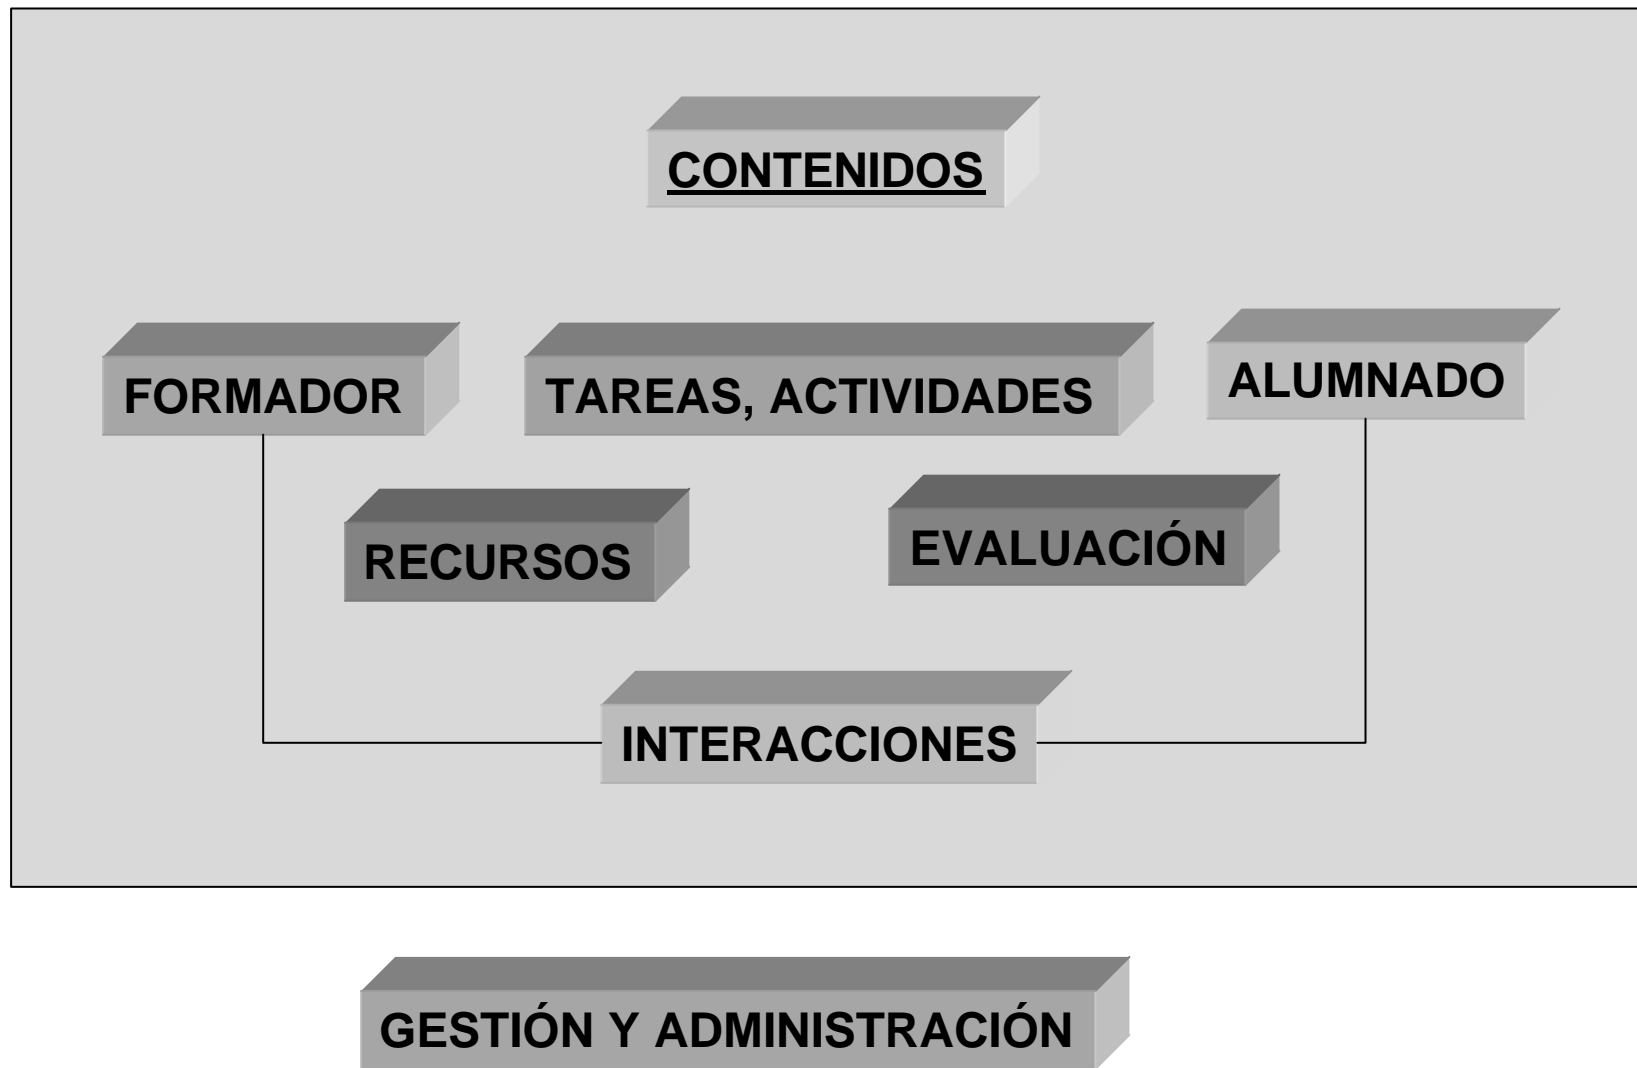 CONTENIDOS
FORMADOR
TAREAS, ACTIVIDADES
ALUMNADO
RECURSOS
EVALUACIÓN
INTERACCIONES
GESTIÓN Y ADMINISTRACIÓN